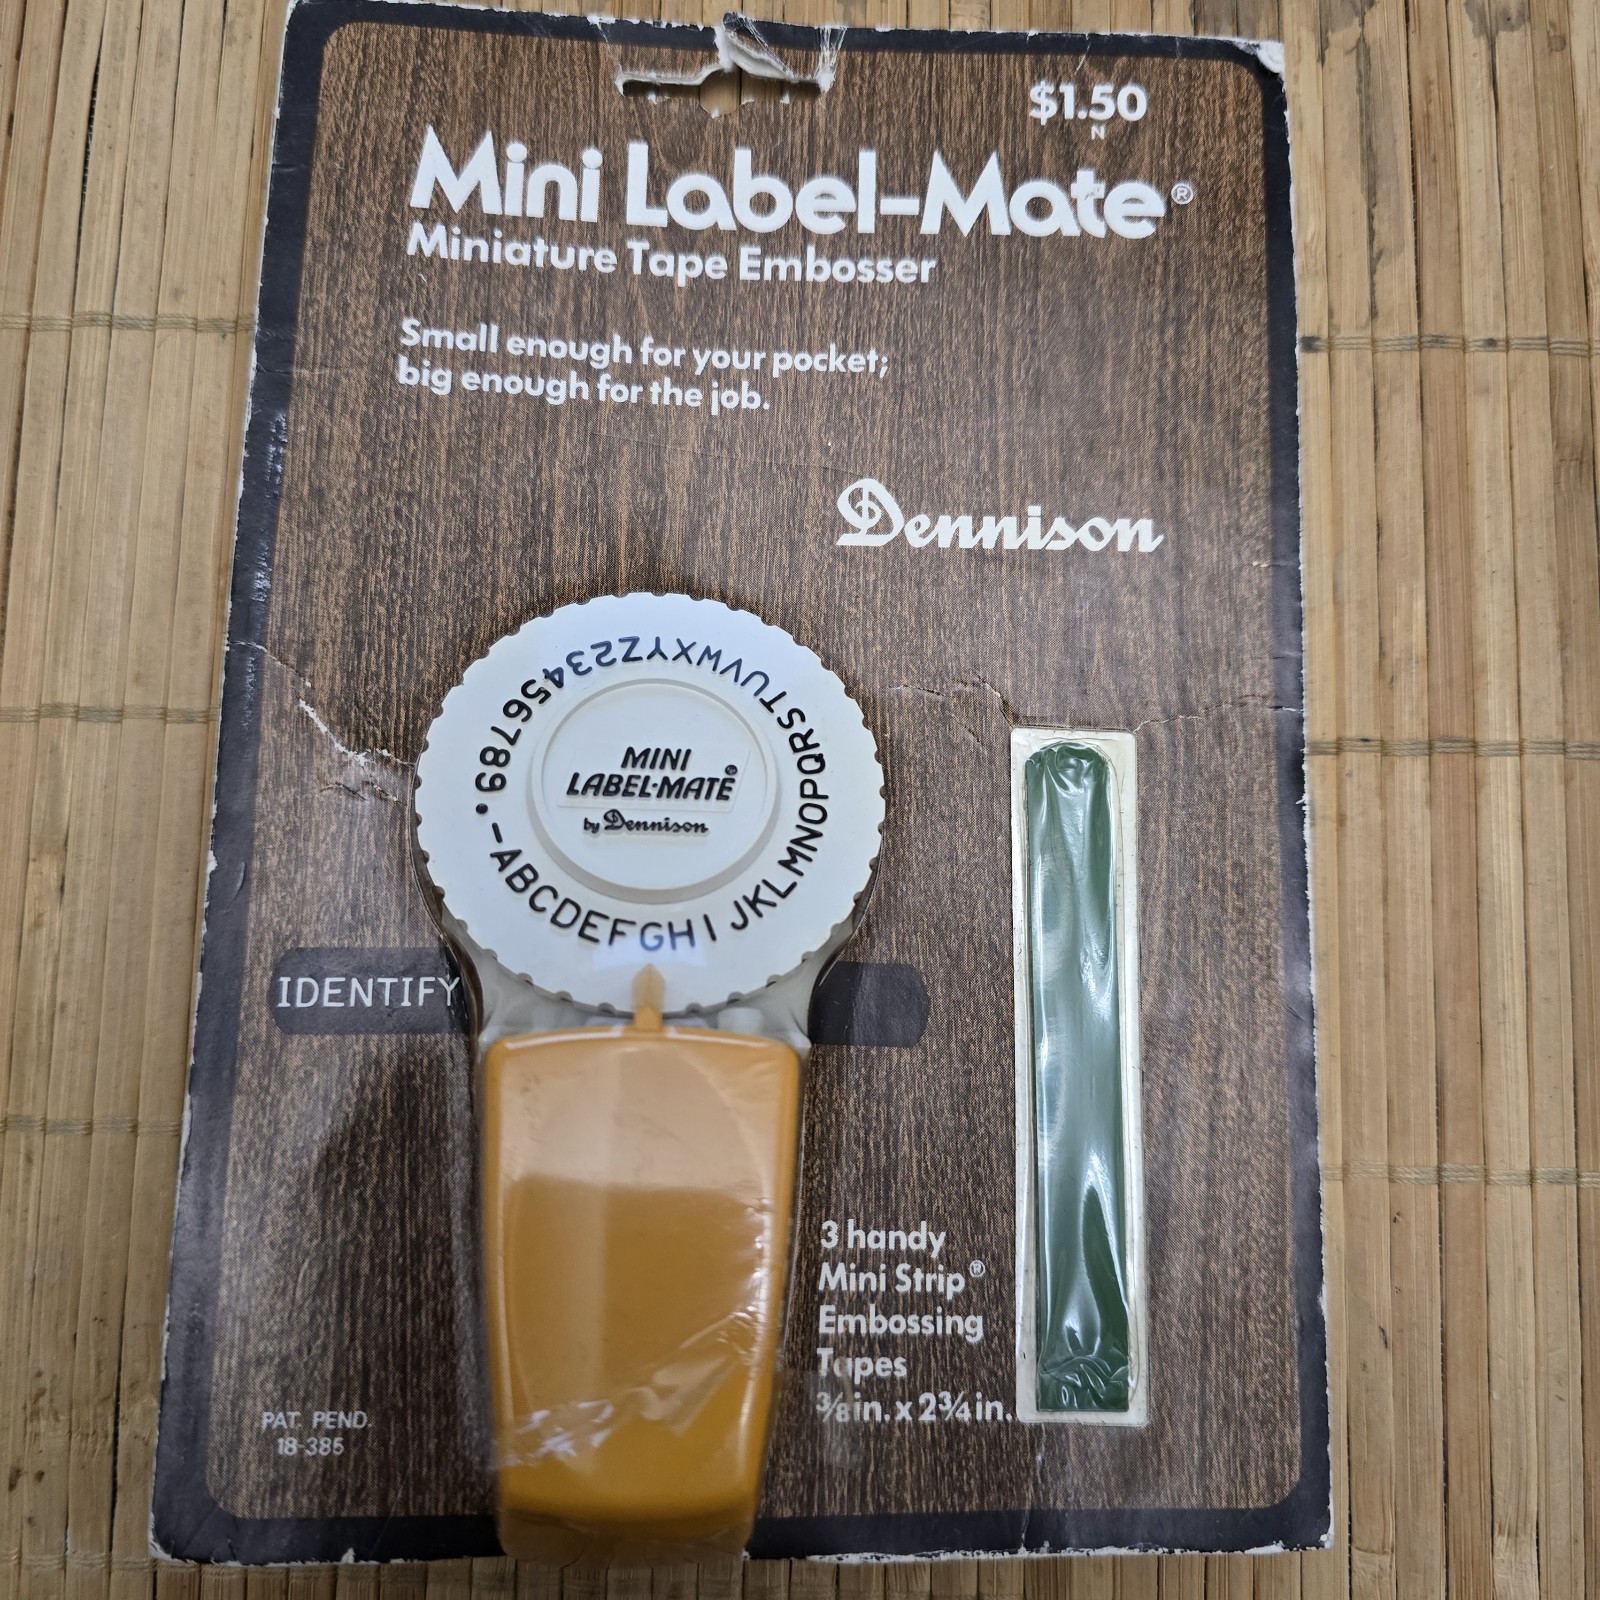 $1.50
N
Mini Label-Mate®
Miniature Tape Embosser
Small enough for your pocket;
big enough for the job.
Dennison
ABCDEFGHIJKLMNOPQRSTUVWXYZ23456789.-
MINI
LABEL-MATE®
by Dennison
IDENTIFY
3 handy
Mini Strip®
Embossing
Tapes
3/8 in. x 2 3/4 in.
PAT. PEND.
18-385